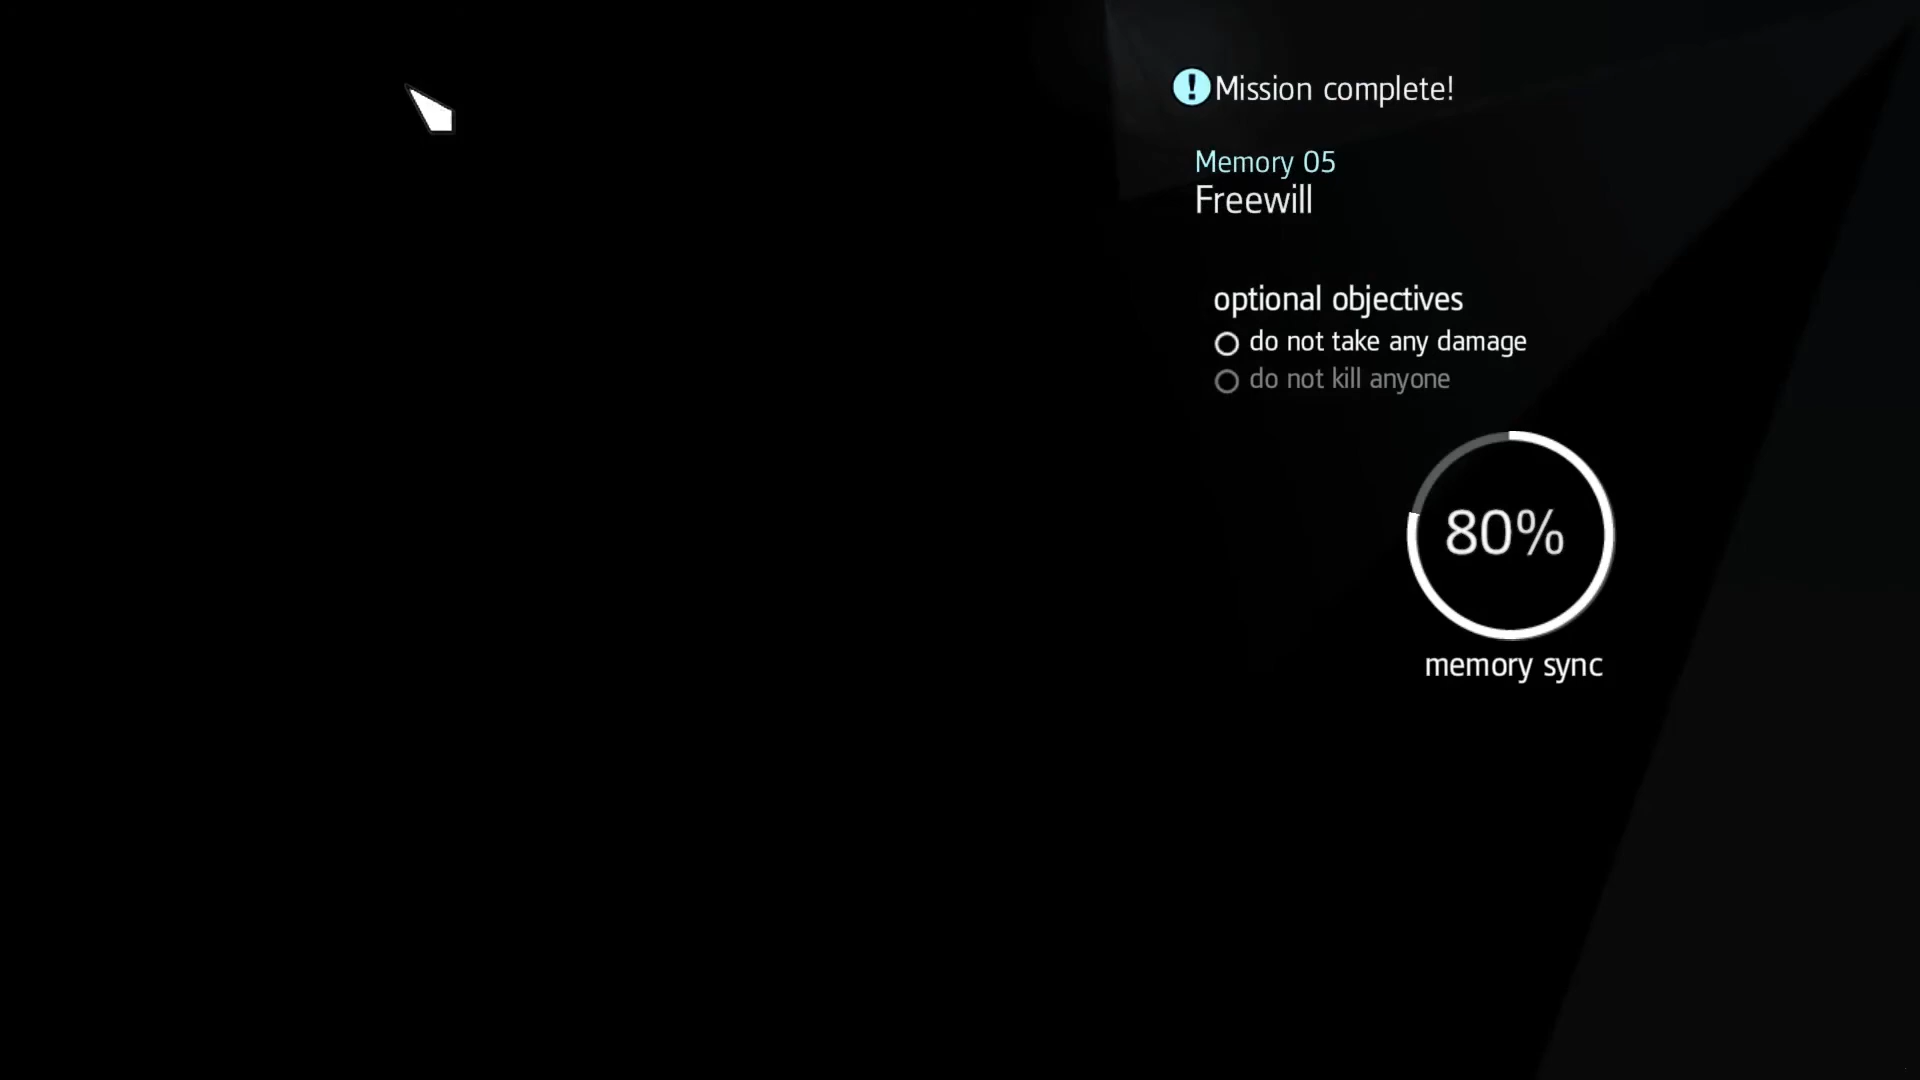 Mission complete!
Memory 05
Freewill
optional objectives
do not take any damage
do not kill anyone
80%
memory sync